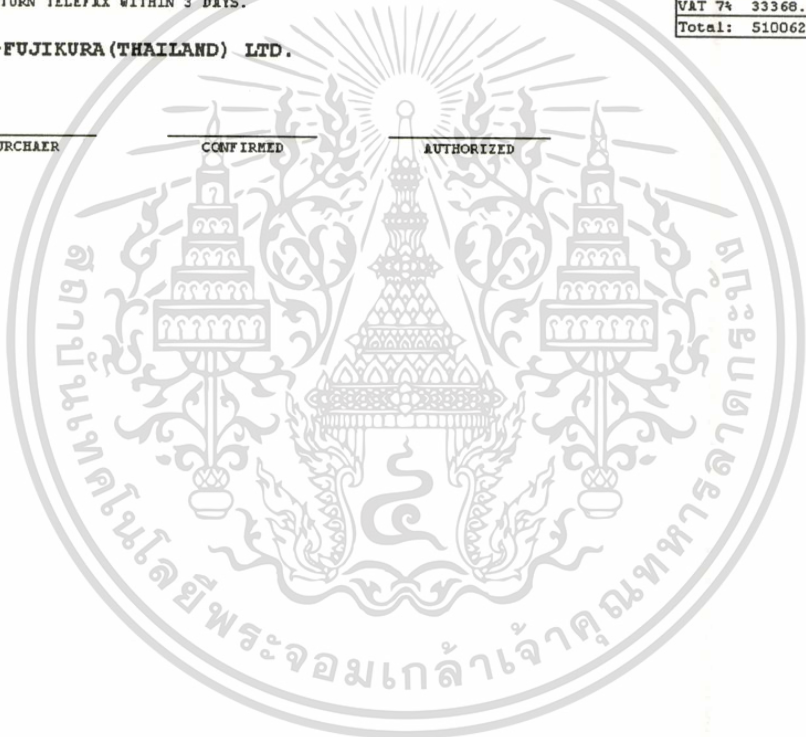 TURN TELEFAX WITHIN 3 DAYS.
VAT 7% 33368.
Total: 510062
FUJIKURA(THAILAND) LTD.
URCHAER CONFIRMED AUTHORIZED
สถาบันเทคโนโลยีพระจอมเกล้าเจ้าคุณทหารลาดกระบัง